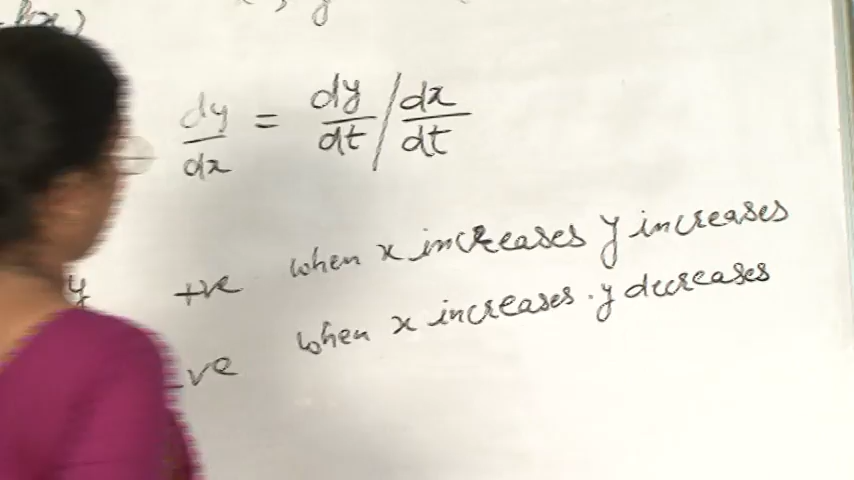 dy/dx = dy/dt / dx/dt
y +ve when x increases y increases
-ve when x increases . y decreases